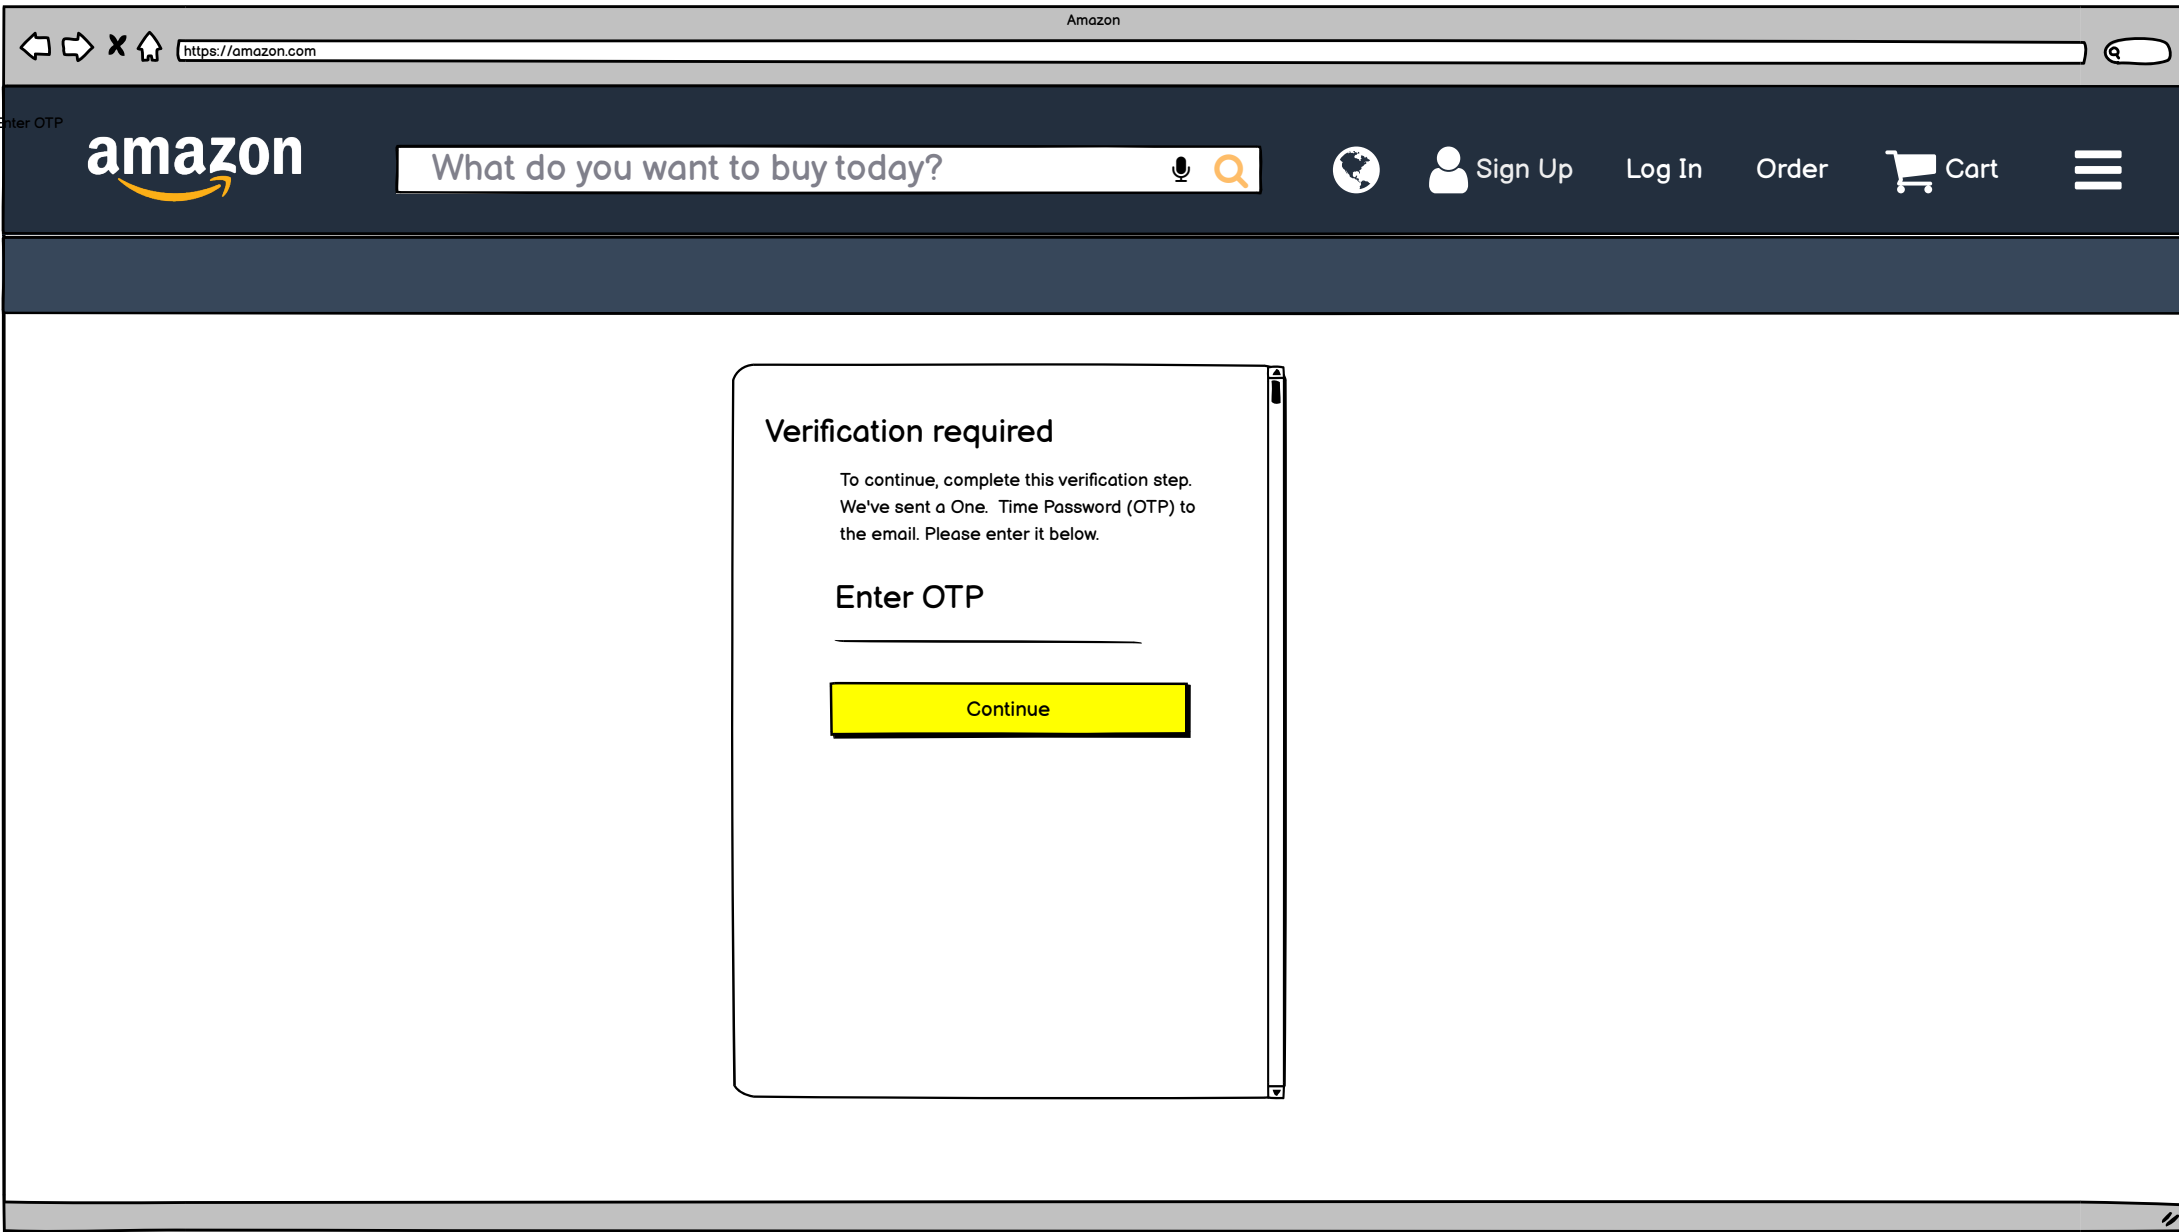 Amazon
https://amazon.com
Enter OTP
amazon
What do you want to buy today?
Sign Up
Log In
Order
Cart
Verification required
To continue, complete this verification step.
We've sent a One.  Time Password (OTP) to
the email. Please enter it below.
Enter OTP
Continue